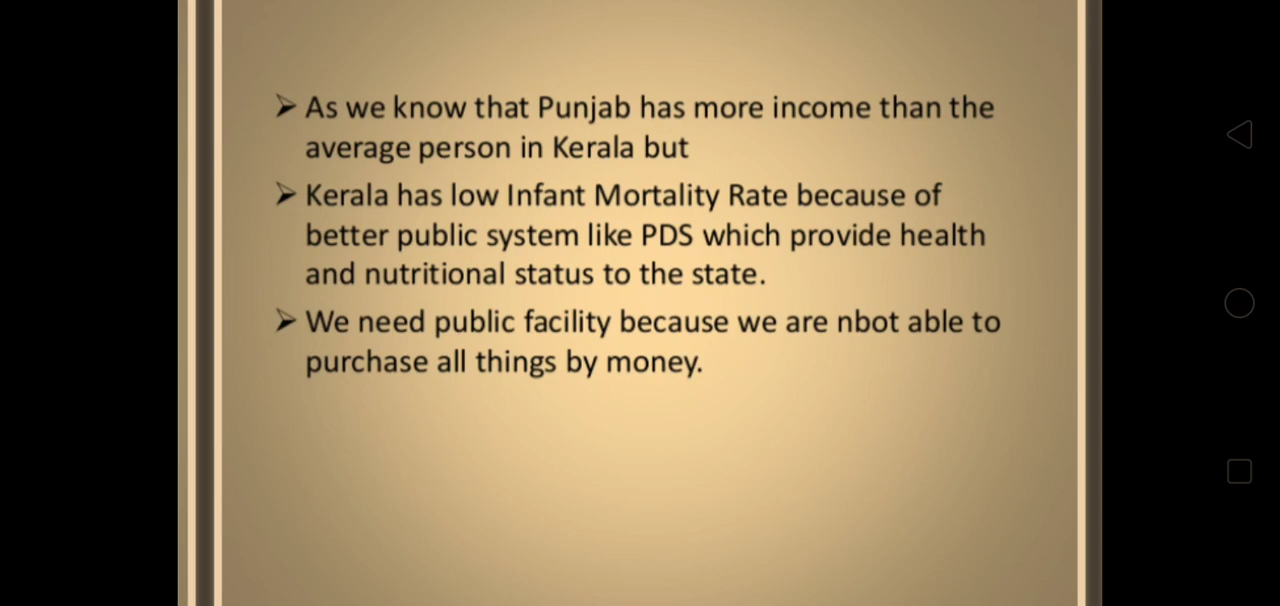 ➢ As we know that Punjab has more income than the
average person in Kerala but
➢ Kerala has low Infant Mortality Rate because of
better public system like PDS which provide health
and nutritional status to the state.
➢ We need public facility because we are nbot able to
purchase all things by money.